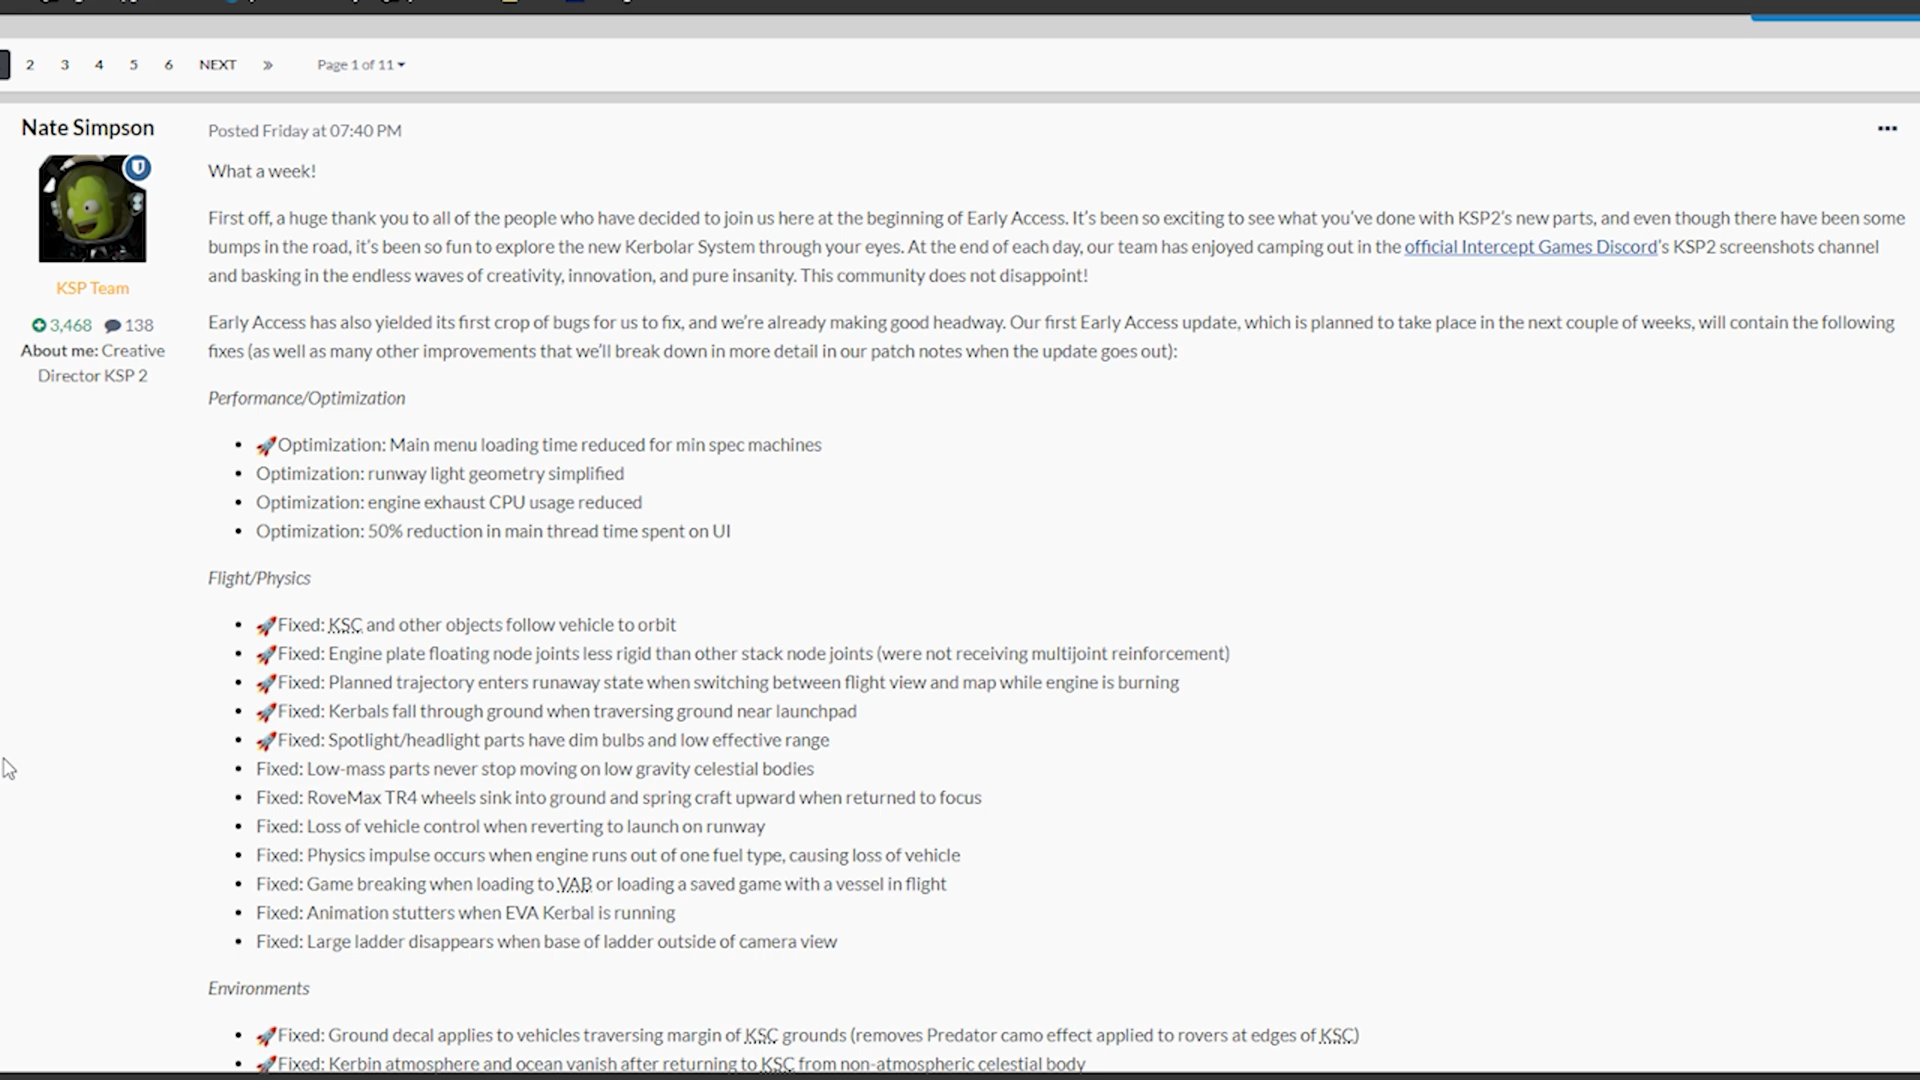 2 3 4 5 6 NEXT » Page 1 of 11
Nate Simpson
KSP Team
3,468 138
About me: Creative
Director KSP 2
Posted Friday at 07:40 PM
What a week!
First off, a huge thank you to all of the people who have decided to join us here at the beginning of Early Access. It's been so exciting to see what you've done with KSP2's new parts, and even though there have been some
bumps in the road, it's been so fun to explore the new Kerbolar System through your eyes. At the end of each day, our team has enjoyed camping out in the official Intercept Games Discord's KSP2 screenshots channel
and basking in the endless waves of creativity, innovation, and pure insanity. This community does not disappoint!
Early Access has also yielded its first crop of bugs for us to fix, and we're already making good headway. Our first Early Access update, which is planned to take place in the next couple of weeks, will contain the following
fixes (as well as many other improvements that we'll break down in more detail in our patch notes when the update goes out):
Performance/Optimization
• 🚀Optimization: Main menu loading time reduced for min spec machines
• Optimization: runway light geometry simplified
• Optimization: engine exhaust CPU usage reduced
• Optimization: 50% reduction in main thread time spent on UI
Flight/Physics
• 🚀Fixed: KSC and other objects follow vehicle to orbit
• 🚀Fixed: Engine plate floating node joints less rigid than other stack node joints (were not receiving multijoint reinforcement)
• 🚀Fixed: Planned trajectory enters runaway state when switching between flight view and map while engine is burning
• 🚀Fixed: Kerbals fall through ground when traversing ground near launchpad
• 🚀Fixed: Spotlight/headlight parts have dim bulbs and low effective range
• Fixed: Low-mass parts never stop moving on low gravity celestial bodies
• Fixed: RoveMax TR4 wheels sink into ground and spring craft upward when returned to focus
• Fixed: Loss of vehicle control when reverting to launch on runway
• Fixed: Physics impulse occurs when engine runs out of one fuel type, causing loss of vehicle
• Fixed: Game breaking when loading to VAB or loading a saved game with a vessel in flight
• Fixed: Animation stutters when EVA Kerbal is running
• Fixed: Large ladder disappears when base of ladder outside of camera view
Environments
• 🚀Fixed: Ground decal applies to vehicles traversing margin of KSC grounds (removes Predator camo effect applied to rovers at edges of KSC)
• 🚀Fixed: Kerbin atmosphere and ocean vanish after returning to KSC from non-atmospheric celestial body